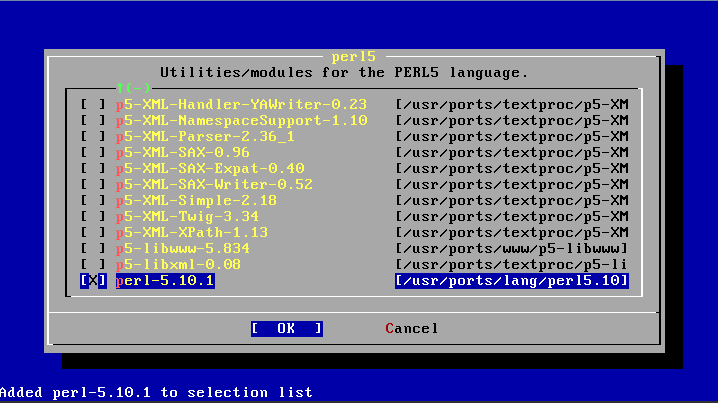 perl5
Utilities/modules for the PERL5 language.
↑(-)
[ ] p5-XML-Handler-YAWriter-0.23 [/usr/ports/textproc/p5-XM
[ ] p5-XML-NamespaceSupport-1.10 [/usr/ports/textproc/p5-XM
[ ] p5-XML-Parser-2.36_1 [/usr/ports/textproc/p5-XM
[ ] p5-XML-SAX-0.96 [/usr/ports/textproc/p5-XM
[ ] p5-XML-SAX-Expat-0.40 [/usr/ports/textproc/p5-XM
[ ] p5-XML-SAX-Writer-0.52 [/usr/ports/textproc/p5-XM
[ ] p5-XML-Simple-2.18 [/usr/ports/textproc/p5-XM
[ ] p5-XML-Twig-3.34 [/usr/ports/textproc/p5-XM
[ ] p5-XML-XPath-1.13 [/usr/ports/textproc/p5-XM
[ ] p5-libwww-5.834 [/usr/ports/www/p5-libwww]
[ ] p5-libxml-0.08 [/usr/ports/textproc/p5-li
[X] perl-5.10.1 [/usr/ports/lang/perl5.10]
[ OK ] Cancel
Added perl-5.10.1 to selection list